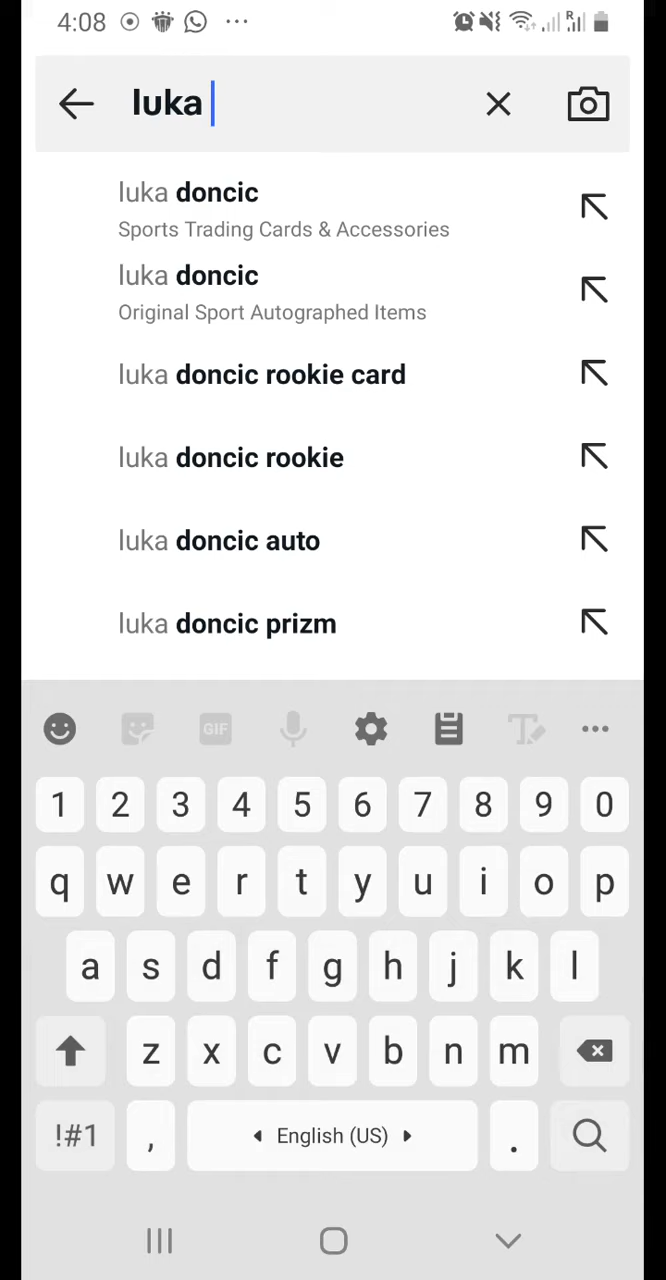 4:08
luka
luka doncic
Sports Trading Cards & Accessories
luka doncic
Original Sport Autographed Items
luka doncic rookie card
luka doncic rookie
luka doncic auto
luka doncic prizm
GIF
1 2 3 4 5 6 7 8 9 0
q w e r t y u i o p
a s d f g h j k l
z x c v b n m
!#1 , English (US) .